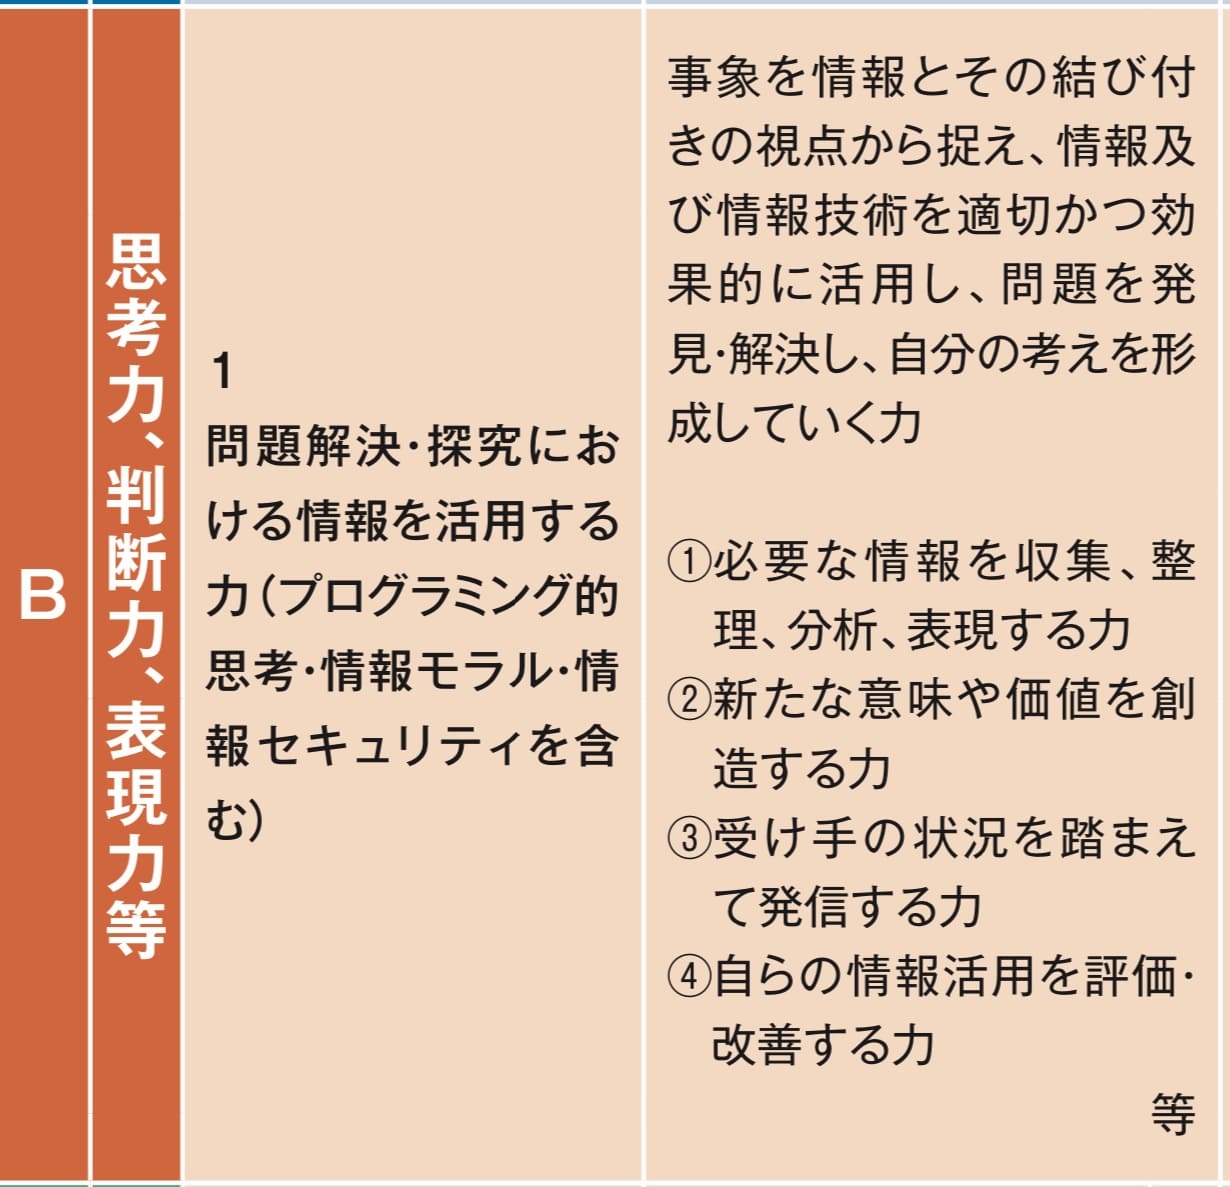 B
思考力、判断力、表現力等
1
問題解決・探究にお
ける情報を活用する
力（プログラミング的
思考・情報モラル・情
報セキュリティを含
む）
事象を情報とその結び付
きの視点から捉え、情報及
び情報技術を適切かつ効
果的に活用し、問題を発
見・解決し、自分の考えを形
成していく力
①必要な情報を収集、整
理、分析、表現する力
②新たな意味や価値を創
造する力
③受け手の状況を踏まえ
て発信する力
④自らの情報活用を評価・
改善する力
等